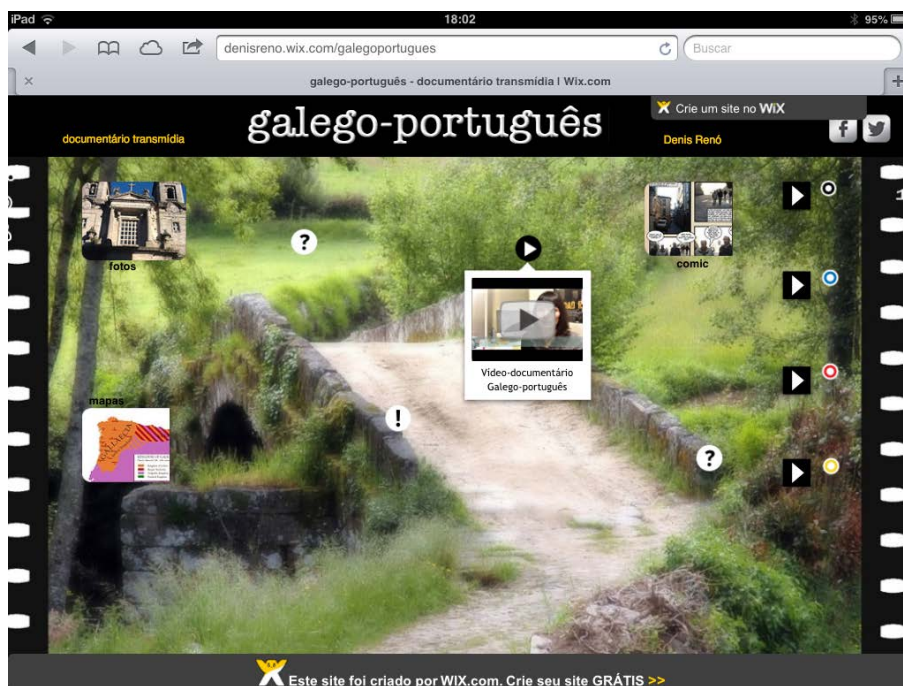 iPad
18:02
95%
denisreno.wix.com/galegoportugues
Buscar
galego-português - documentário transmídia | Wix.com
Crie um site no WiX
documentário transmídia
galego-português
Denis Renó
fotos
comic
Vídeo-documentário
Galego-português
mapas
Este site foi criado por WIX.com. Crie seu site GRÁTIS >>